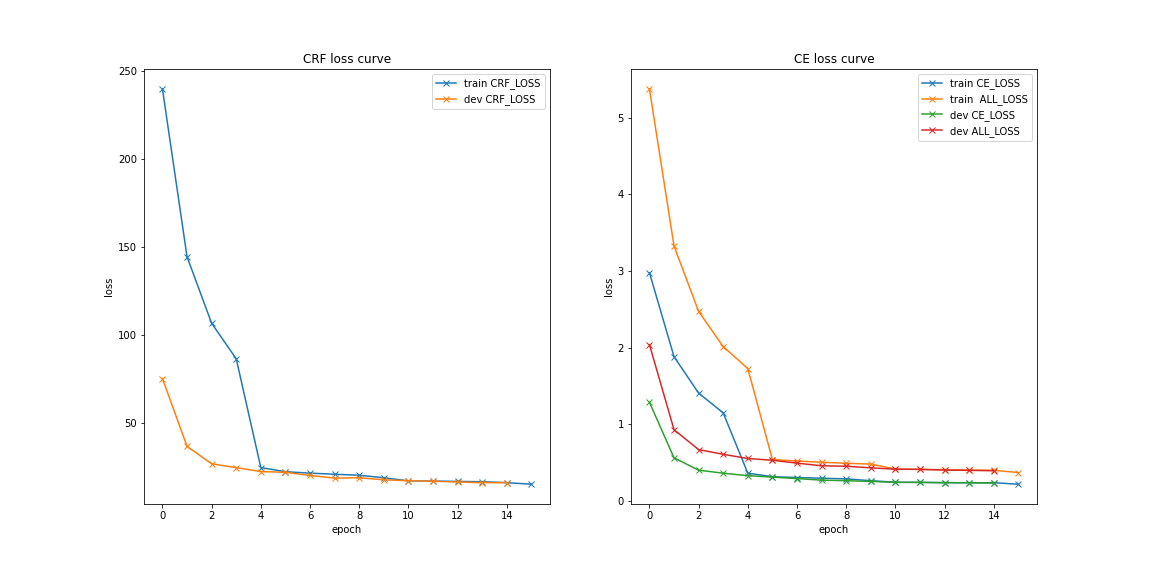 CRF loss curve
250
200
150
100
50
loss
0 2 4 6 8 10 12 14
epoch
train CRF_LOSS
dev CRF_LOSS
CE loss curve
5
4
3
2
1
0
loss
0 2 4 6 8 10 12 14
epoch
train CE_LOSS
train  ALL_LOSS
dev CE_LOSS
dev ALL_LOSS